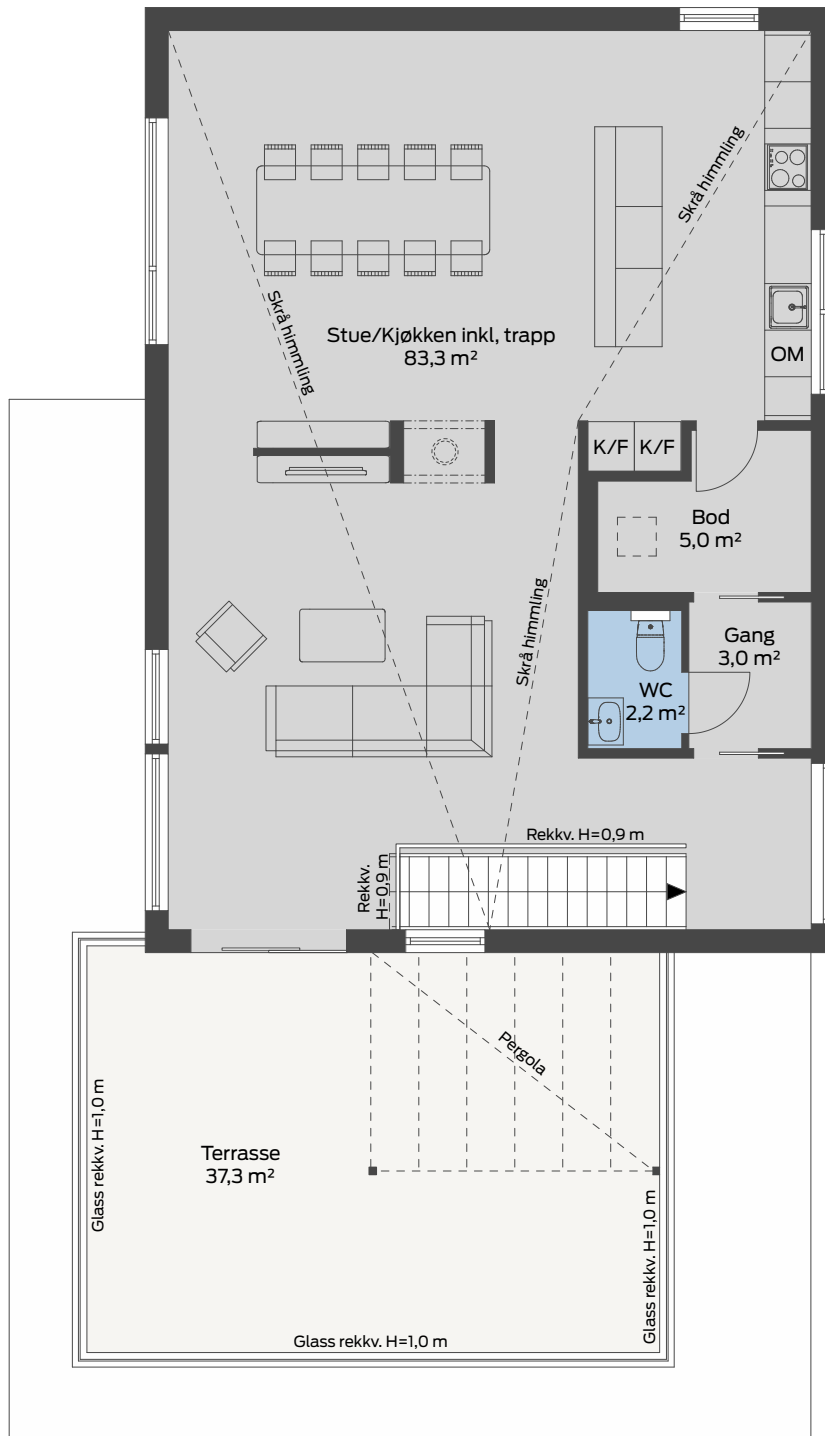 Skrå himmling
Skrå himmling
Stue/Kjøkken inkl, trapp
83,3 m²
OM
K/F K/F
Bod
5,0 m²
Skrå himmling
Gang
3,0 m²
WC
2,2 m²
Rekkv. H=0,9 m
Rekkv.
H=0,9 m
Pergola
Terrasse
37,3 m²
Glass rekkv. H=1,0 m
Glass rekkv. H=1,0 m
Glass rekkv. H=1,0 m